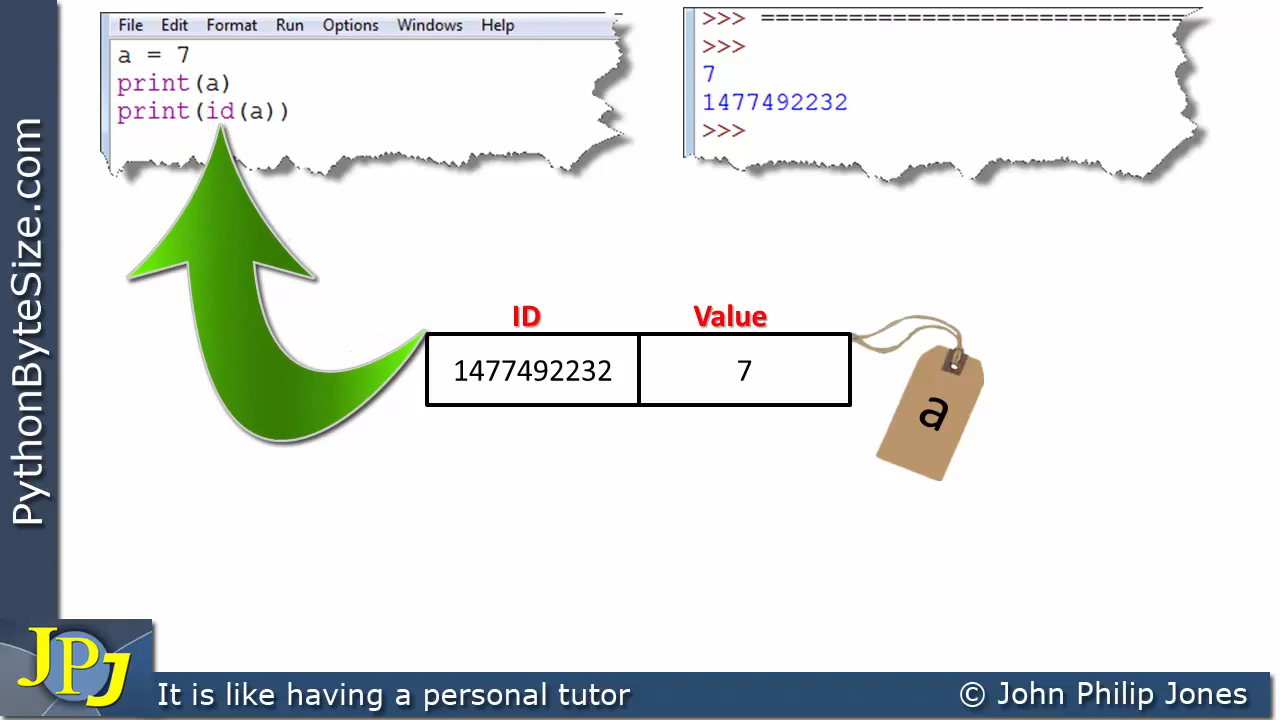 File Edit Format Run Options Windows Help
a = 7
print(a)
print(id(a))
>>> ==============================
>>>
7
1477492232
>>>
PythonByteSize.com
ID Value
1477492232 7
a
JPJ
It is like having a personal tutor
© John Philip Jones